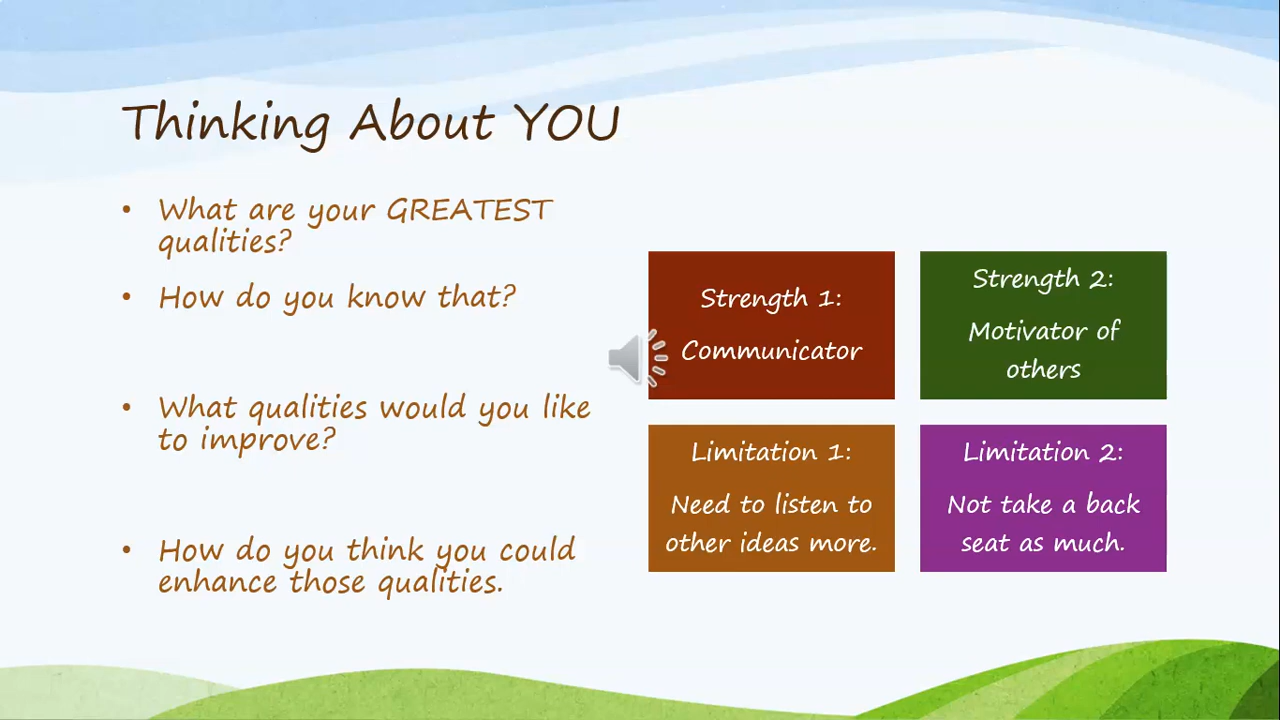 Thinking About YOU
• What are your GREATEST
qualities?
• How do you know that?
• What qualities would you like
to improve?
• How do you think you could
enhance those qualities.
Strength 1:
Communicator
Strength 2:
Motivator of
others
Limitation 1:
Need to listen to
other ideas more.
Limitation 2:
Not take a back
seat as much.